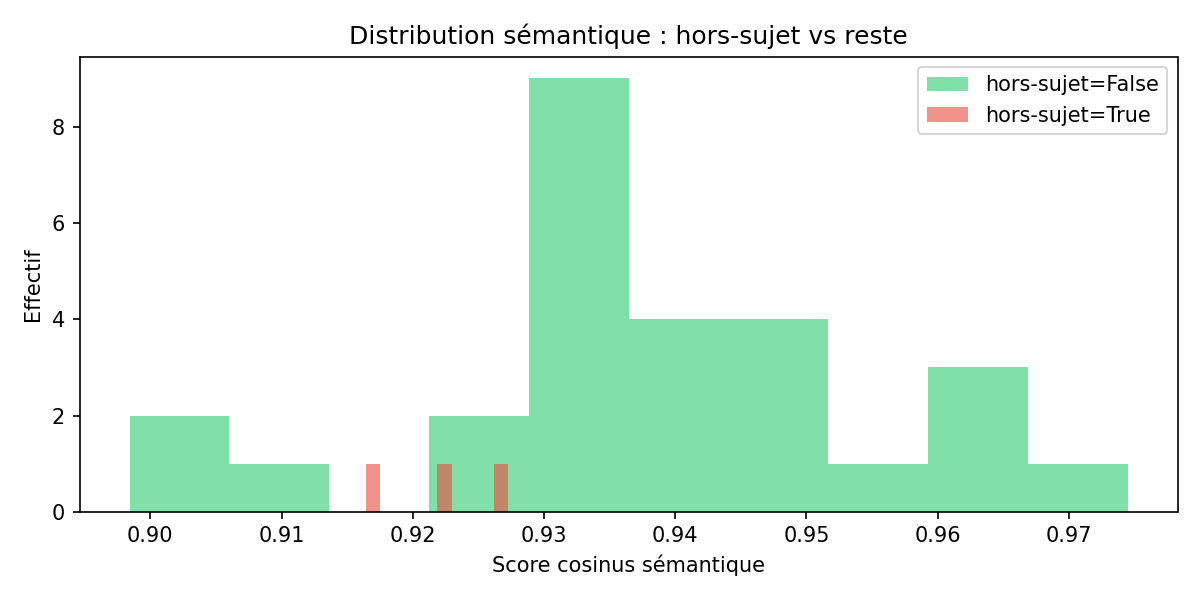 Distribution sémantique : hors-sujet vs reste
hors-sujet=False
hors-sujet=True
Effectif
8
6
4
2
0
0.90 0.91 0.92 0.93 0.94 0.95 0.96 0.97
Score cosinus sémantique